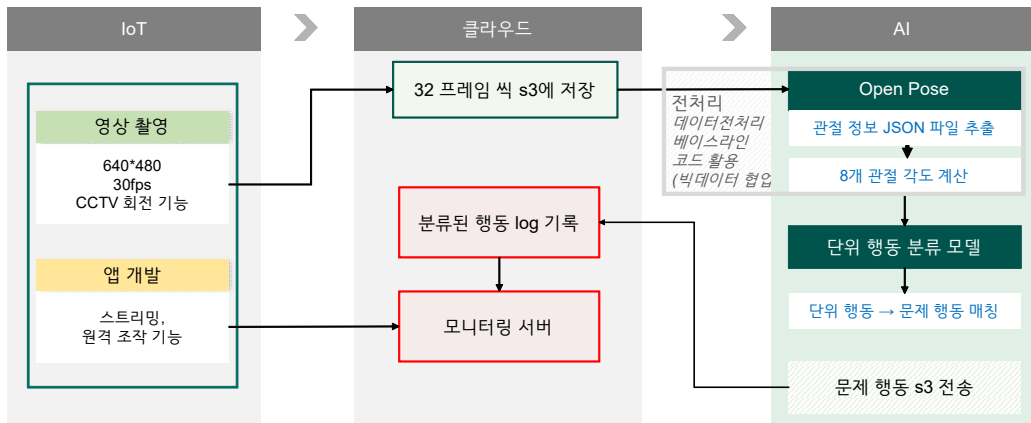 IoT
클라우드
AI
영상 촬영
640*480
30fps
CCTV 회전 기능
앱 개발
스트리밍,
원격 조작 기능
32 프레임 씩 s3에 저장
분류된 행동 log 기록
모니터링 서버
전처리
데이터전처리
베이스라인
코드 활용
(빅데이터 협업
Open Pose
관절 정보 JSON 파일 추출
8개 관절 각도 계산
단위 행동 분류 모델
단위 행동 → 문제 행동 매칭
문제 행동 s3 전송